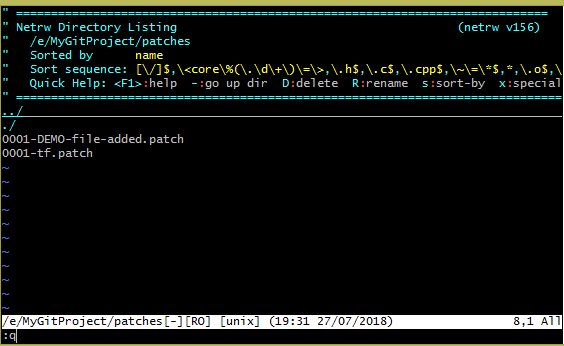 " ============================================================================
" Netrw Directory Listing                                        (netrw v156)
"   /e/MyGitProject/patches
"   Sorted by      name
"   Sort sequence: [\/]$,\<core\%(\.\d\+\)\=\>,\.h$,\.c$,\.cpp$,\~\=\*$,*,\.o$,\
"   Quick Help: <F1>:help  -:go up dir  D:delete  R:rename  s:sort-by  x:special
" ==============================================================================
../
./
0001-DEMO-file-added.patch
0001-tf.patch
~
~
~
~
~
~
~
~
~
~
~
/e/MyGitProject/patches[-][RO] [unix] (19:31 27/07/2018)                 8,1 All
:q